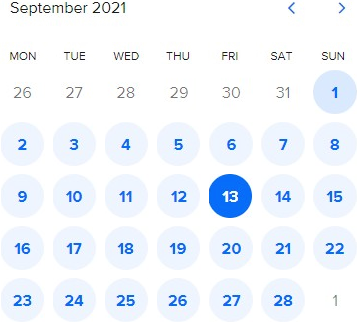 September 2021
MON TUE WED THU FRI SAT SUN
26 27 28 29 30 31 1
2 3 4 5 6 7 8
9 10 11 12 13 14 15
16 17 18 19 20 21 22
23 24 25 26 27 28 1